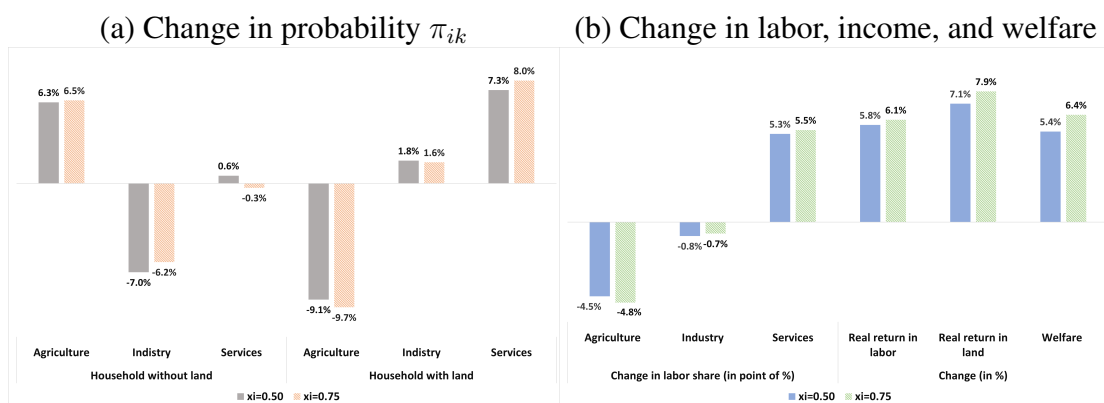 (a) Change in probability π_{ik}
6.3% 6.5%
-7.0% -6.2%
0.6% -0.3%
-9.1% -9.7%
1.8% 1.6%
7.3% 8.0%
Agriculture Indistry Services Agriculture Indistry Services
Household without land Household with land
xi=0.50 xi=0.75
(b) Change in labor, income, and welfare
-4.5% -4.8%
-0.8% -0.7%
5.3% 5.5%
5.8% 6.1%
7.1% 7.9%
5.4% 6.4%
Agriculture Industry Services Real return in labor Real return in land Welfare
Change in labor share (in point of %) Change (in %)
xi=0.50 xi=0.75